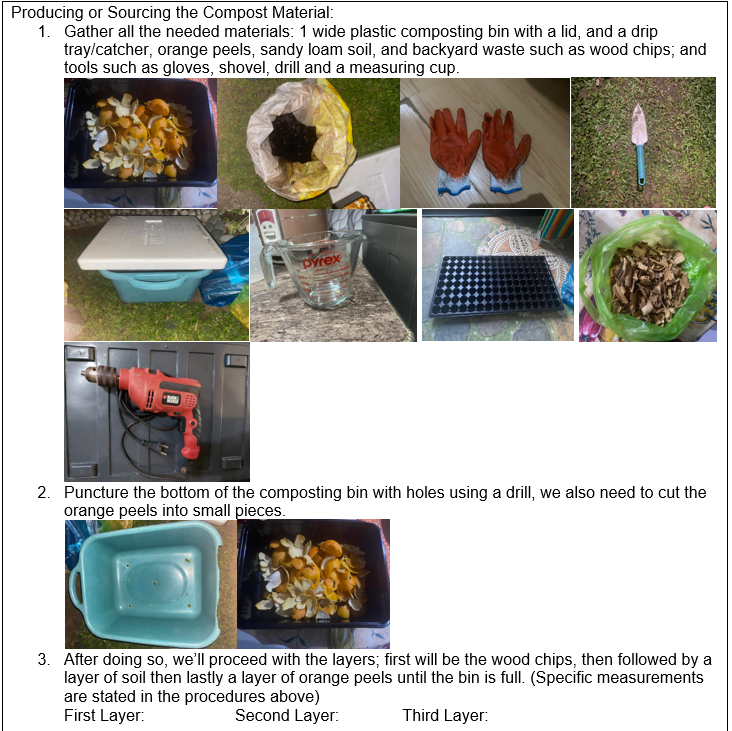 Producing or Sourcing the Compost Material:
1. Gather all the needed materials: 1 wide plastic composting bin with a lid, and a drip
tray/catcher, orange peels, sandy loam soil, and backyard waste such as wood chips; and
tools such as gloves, shovel, drill and a measuring cup.
PYREX
BLACK & DECKER
2. Puncture the bottom of the composting bin with holes using a drill, we also need to cut the
orange peels into small pieces.
3. After doing so, we’ll proceed with the layers; first will be the wood chips, then followed by a
layer of soil then lastly a layer of orange peels until the bin is full. (Specific measurements
are stated in the procedures above)
First Layer: Second Layer: Third Layer: